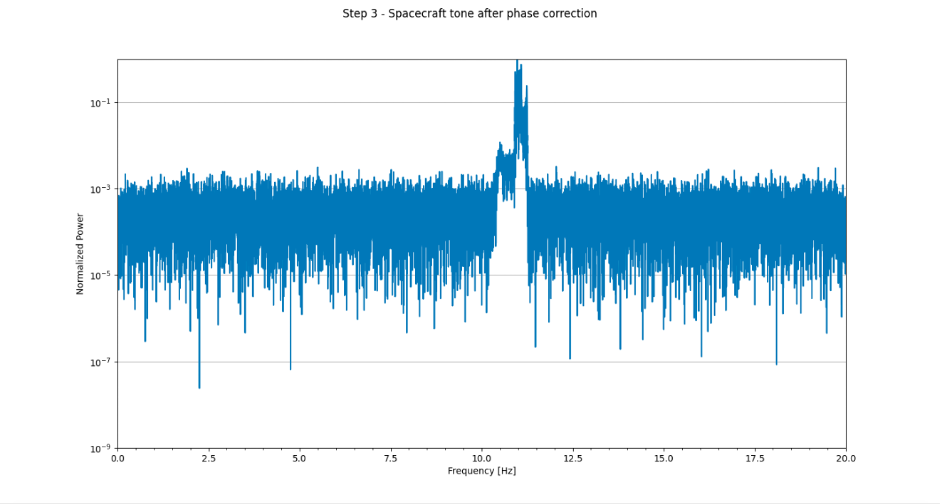 Step 3 - Spacecraft tone after phase correction
10⁻¹
10⁻³
10⁻⁵
10⁻⁷
10⁻⁹
Normalized Power
0.0 2.5 5.0 7.5 10.0 12.5 15.0 17.5 20.0
Frequency [Hz]